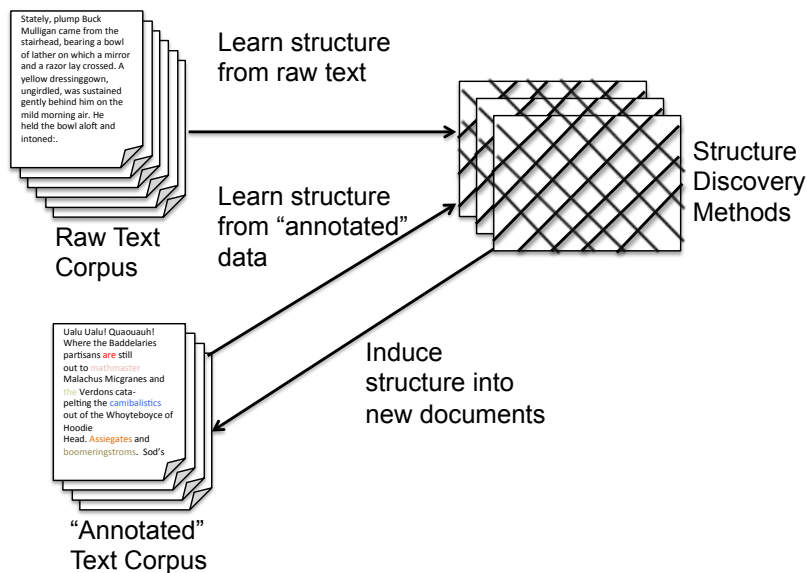 Stately, plump Buck
Mulligan came from the
stairhead, bearing a bowl
of lather on which a mirror
and a razor lay crossed. A
yellow dressinggown,
ungirdled, was sustained
gently behind him on the
mild morning air. He
held the bowl aloft and
intoned:.
Raw Text
Corpus
Learn structure
from raw text
Learn structure
from “annotated”
data
Structure
Discovery
Methods
Induce
structure into
new documents
Ualu Ualu! Quaouauh!
Where the Baddelaries
partisans are still
out to mathmaster
Malachus Micgranes and
the Verdons cata-
pelting the camibalistics
out of the Whoyteboyce of
Hoodie
Head. Assiegates and
boomeringstroms. Sod’s
“Annotated”
Text Corpus